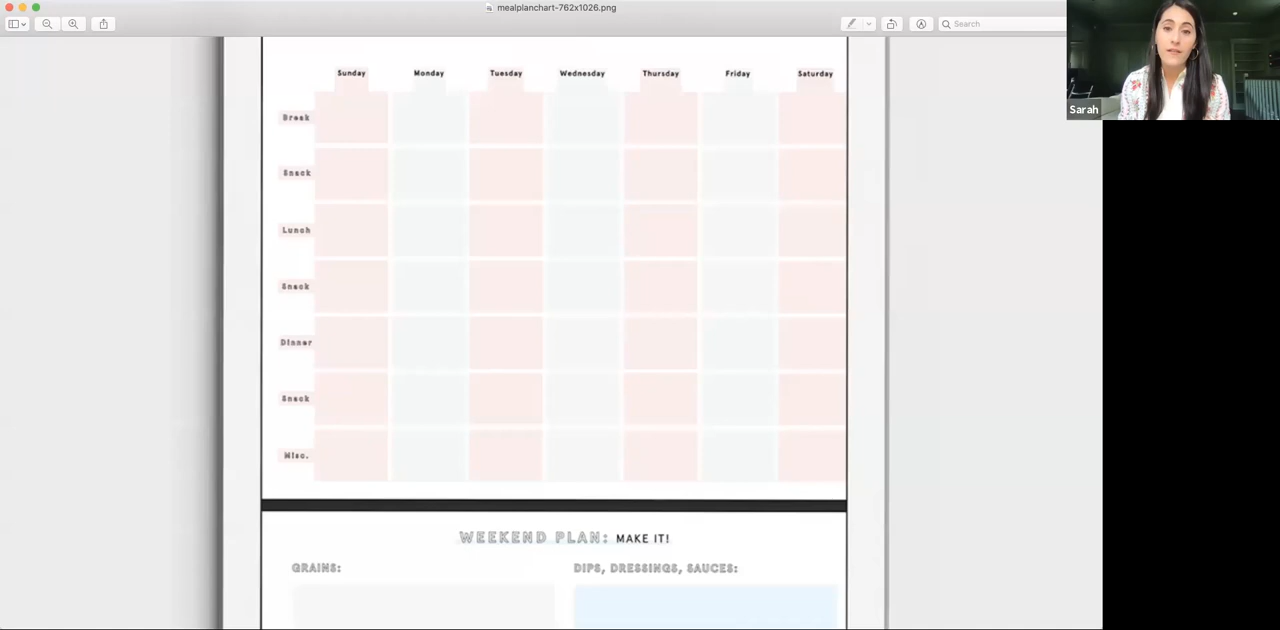 mealplanchart-762x1026.png
Search
Sarah
Sunday Monday Tuesday Wednesday Thursday Friday Saturday
Break
Snack
Lunch
Snack
Dinner
Snack
Misc.
WEEKEND PLAN: MAKE IT!
GRAINS: DIPS, DRESSINGS, SAUCES: